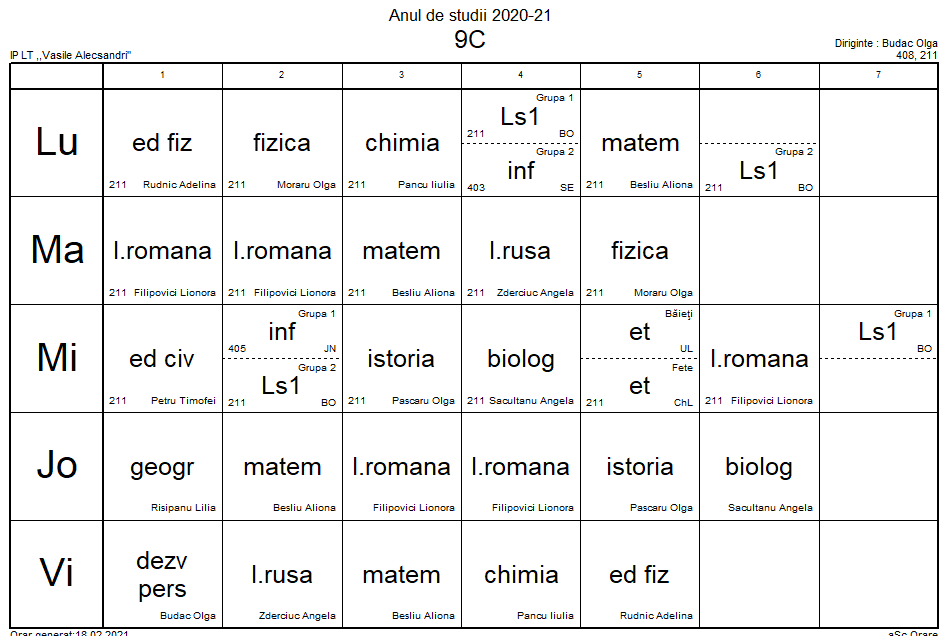 Anul de studii 2020-21
9C
IP LT ,,Vasile Alecsandri"
Diriginte : Budac Olga
408, 211
1 2 3 4 5 6 7
Lu
ed fiz
211 Rudnic Adelina
fizica
211 Moraru Olga
chimia
211 Pancu Iiulia
Grupa 1
Ls1
211 BO
Grupa 2
inf
403 SE
matem
211 Besliu Aliona
Grupa 2
Ls1
211 BO
Ma
l.romana
211 Filipovici Lionora
l.romana
211 Filipovici Lionora
matem
211 Besliu Aliona
l.rusa
211 Zderciuc Angela
fizica
211 Moraru Olga
Mi
ed civ
211 Petru Timofei
Grupa 1
inf
405 JN
Grupa 2
Ls1
211 BO
istoria
211 Pascaru Olga
biolog
211 Sacultanu Angela
Băieţi
et
UL
Fete
et
211 ChL
l.romana
211 Filipovici Lionora
Grupa 1
Ls1
BO
Jo
geogr
Risipanu Lilia
matem
Besliu Aliona
l.romana
Filipovici Lionora
l.romana
Filipovici Lionora
istoria
Pascaru Olga
biolog
Sacultanu Angela
Vi
dezv
pers
Budac Olga
l.rusa
Zderciuc Angela
matem
Besliu Aliona
chimia
Pancu Iiulia
ed fiz
Rudnic Adelina
Orar generat:18.02.2021
aSc Orare